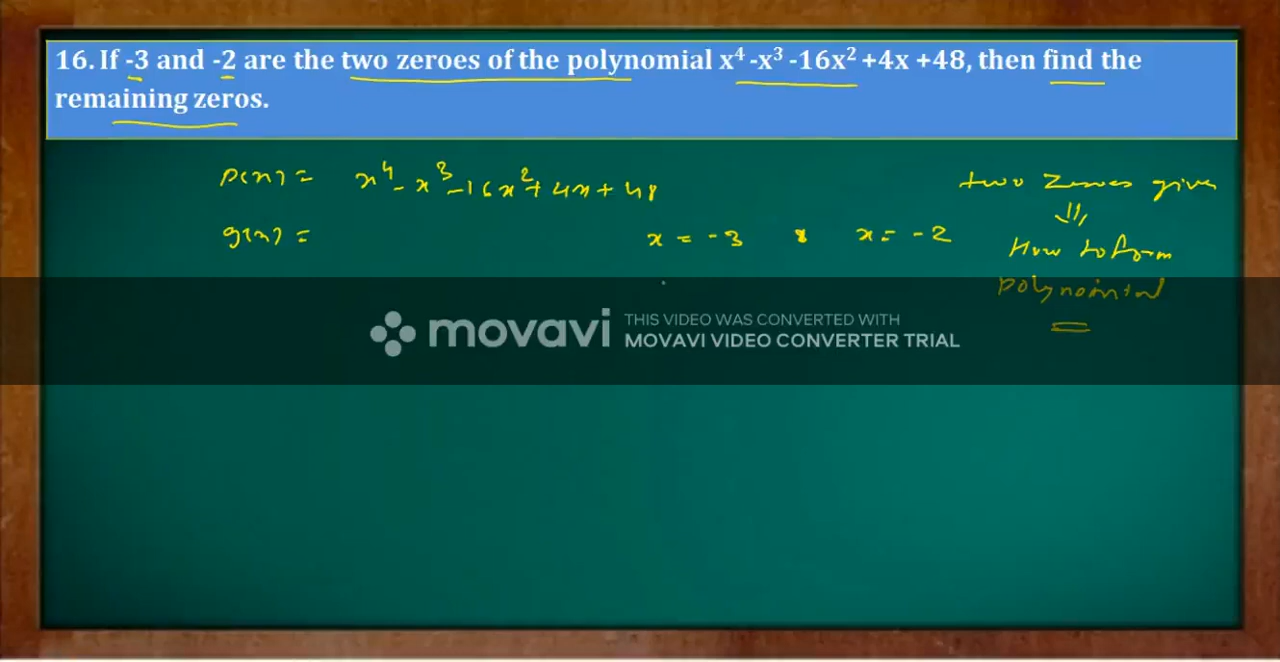 16. If -3 and -2 are the two zeroes of the polynomial x⁴ -x³ -16x² +4x +48, then find the
remaining zeros.
p(x) = x⁴ - x³ - 16x² + 4x + 48
two zeroes given
⇓
g(x) =
x = -3 & x = -2
How to form
polynomial
movavi
THIS VIDEO WAS CONVERTED WITH
MOVAVI VIDEO CONVERTER TRIAL